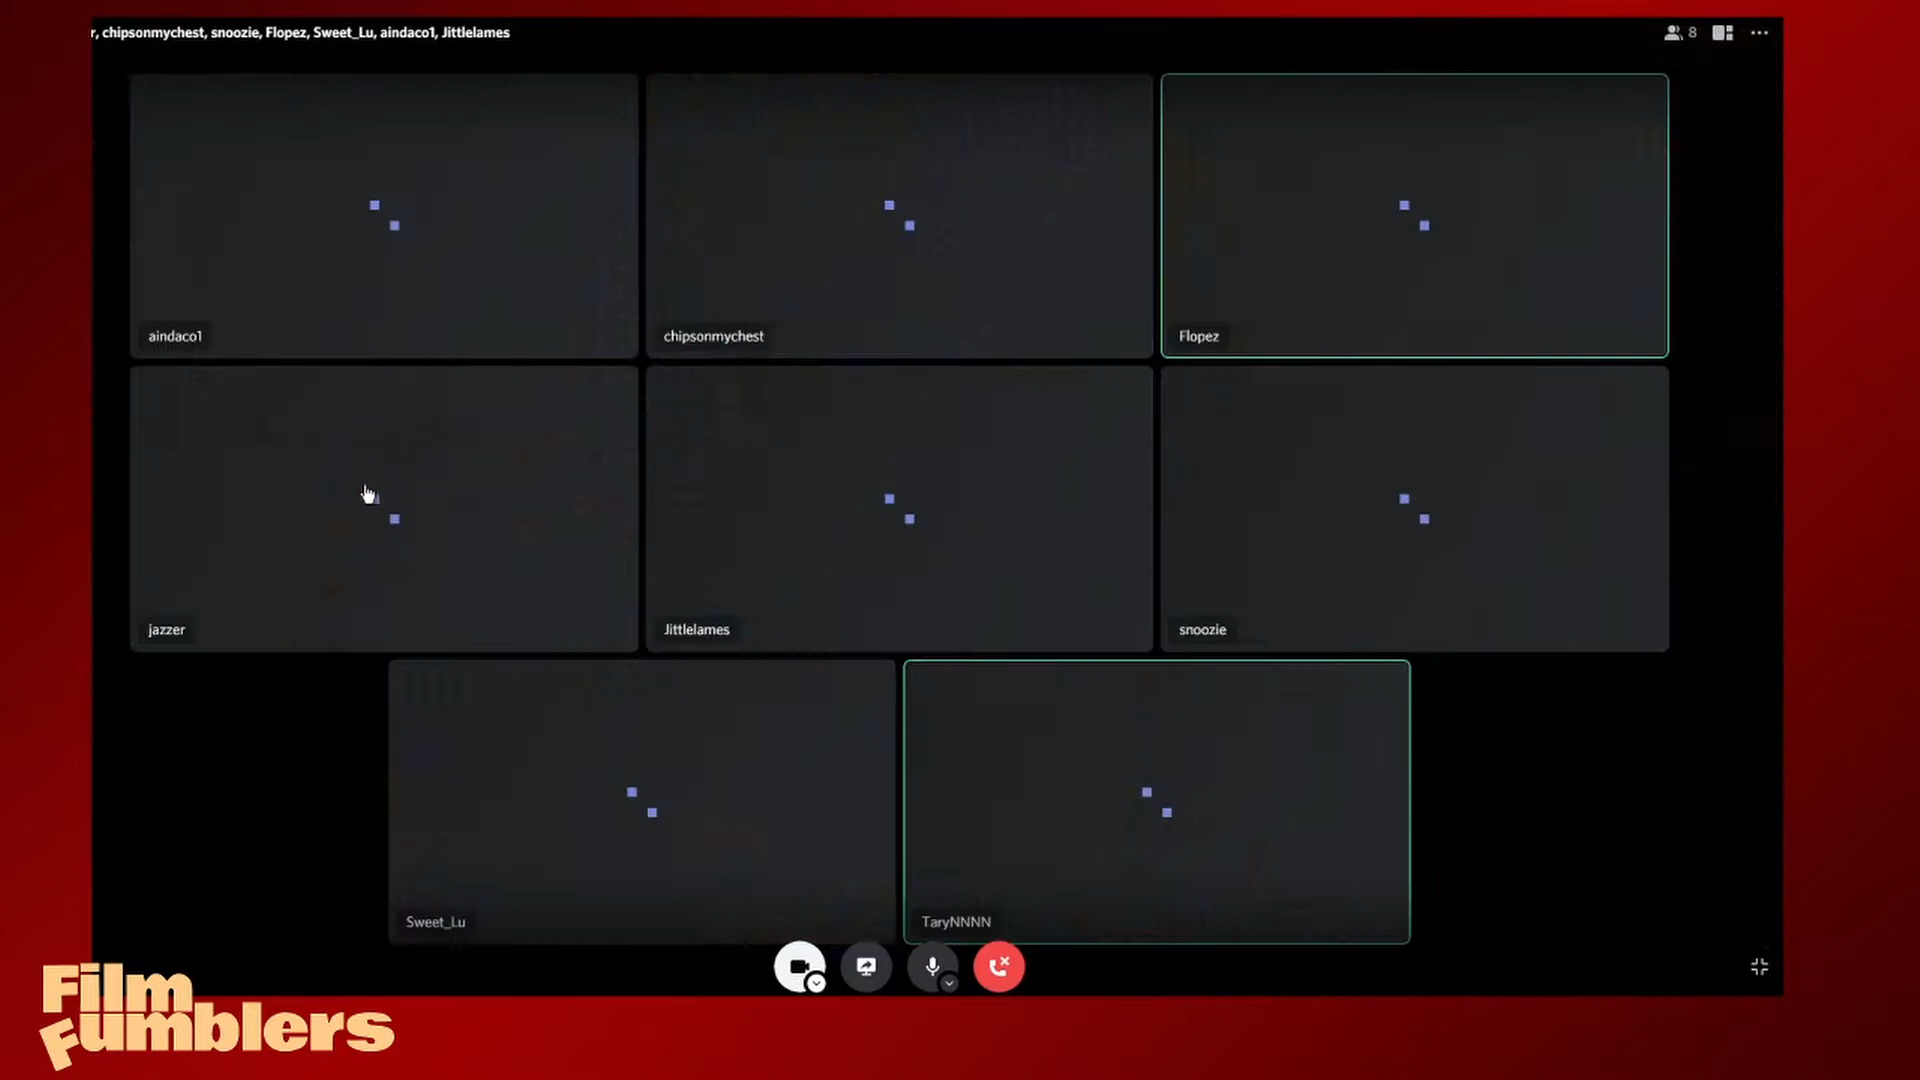 r, chipsonmychest, snoozie, Flopez, Sweet_Lu, aindaco1, Jittlelames
8
aindaco1
chipsonmychest
Flopez
jazzer
Jittlelames
snoozie
Sweet_Lu
TaryNNNN
Film
Fumblers